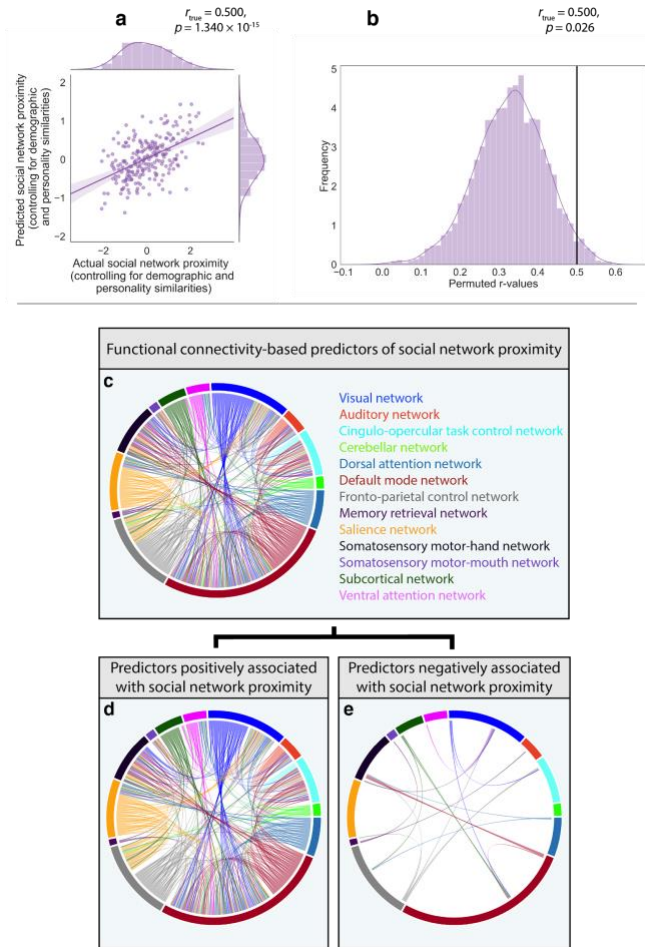 a
r true = 0.500,
p = 1.340 × 10-15
Predicted social network proximity
(controlling for demographic
and personality similarities)
2
1
0
−1
−2
−2
0
2
Actual social network proximity
(controlling for demographic and
personality similarities)
b
r true = 0.500,
p = 0.026
Frequency
5
4
3
2
1
0
−0.1 0.0 0.1 0.2 0.3 0.4 0.5 0.6
Permuted r-values
Functional connectivity-based predictors of social network proximity
c
Visual network
Auditory network
Cingulo-opercular task control network
Cerebellar network
Dorsal attention network
Default mode network
Fronto-parietal control network
Memory retrieval network
Salience network
Somatosensory motor-hand network
Somatosensory motor-mouth network
Subcortical network
Ventral attention network
Predictors positively associated
with social network proximity
d
Predictors negatively associated
with social network proximity
e